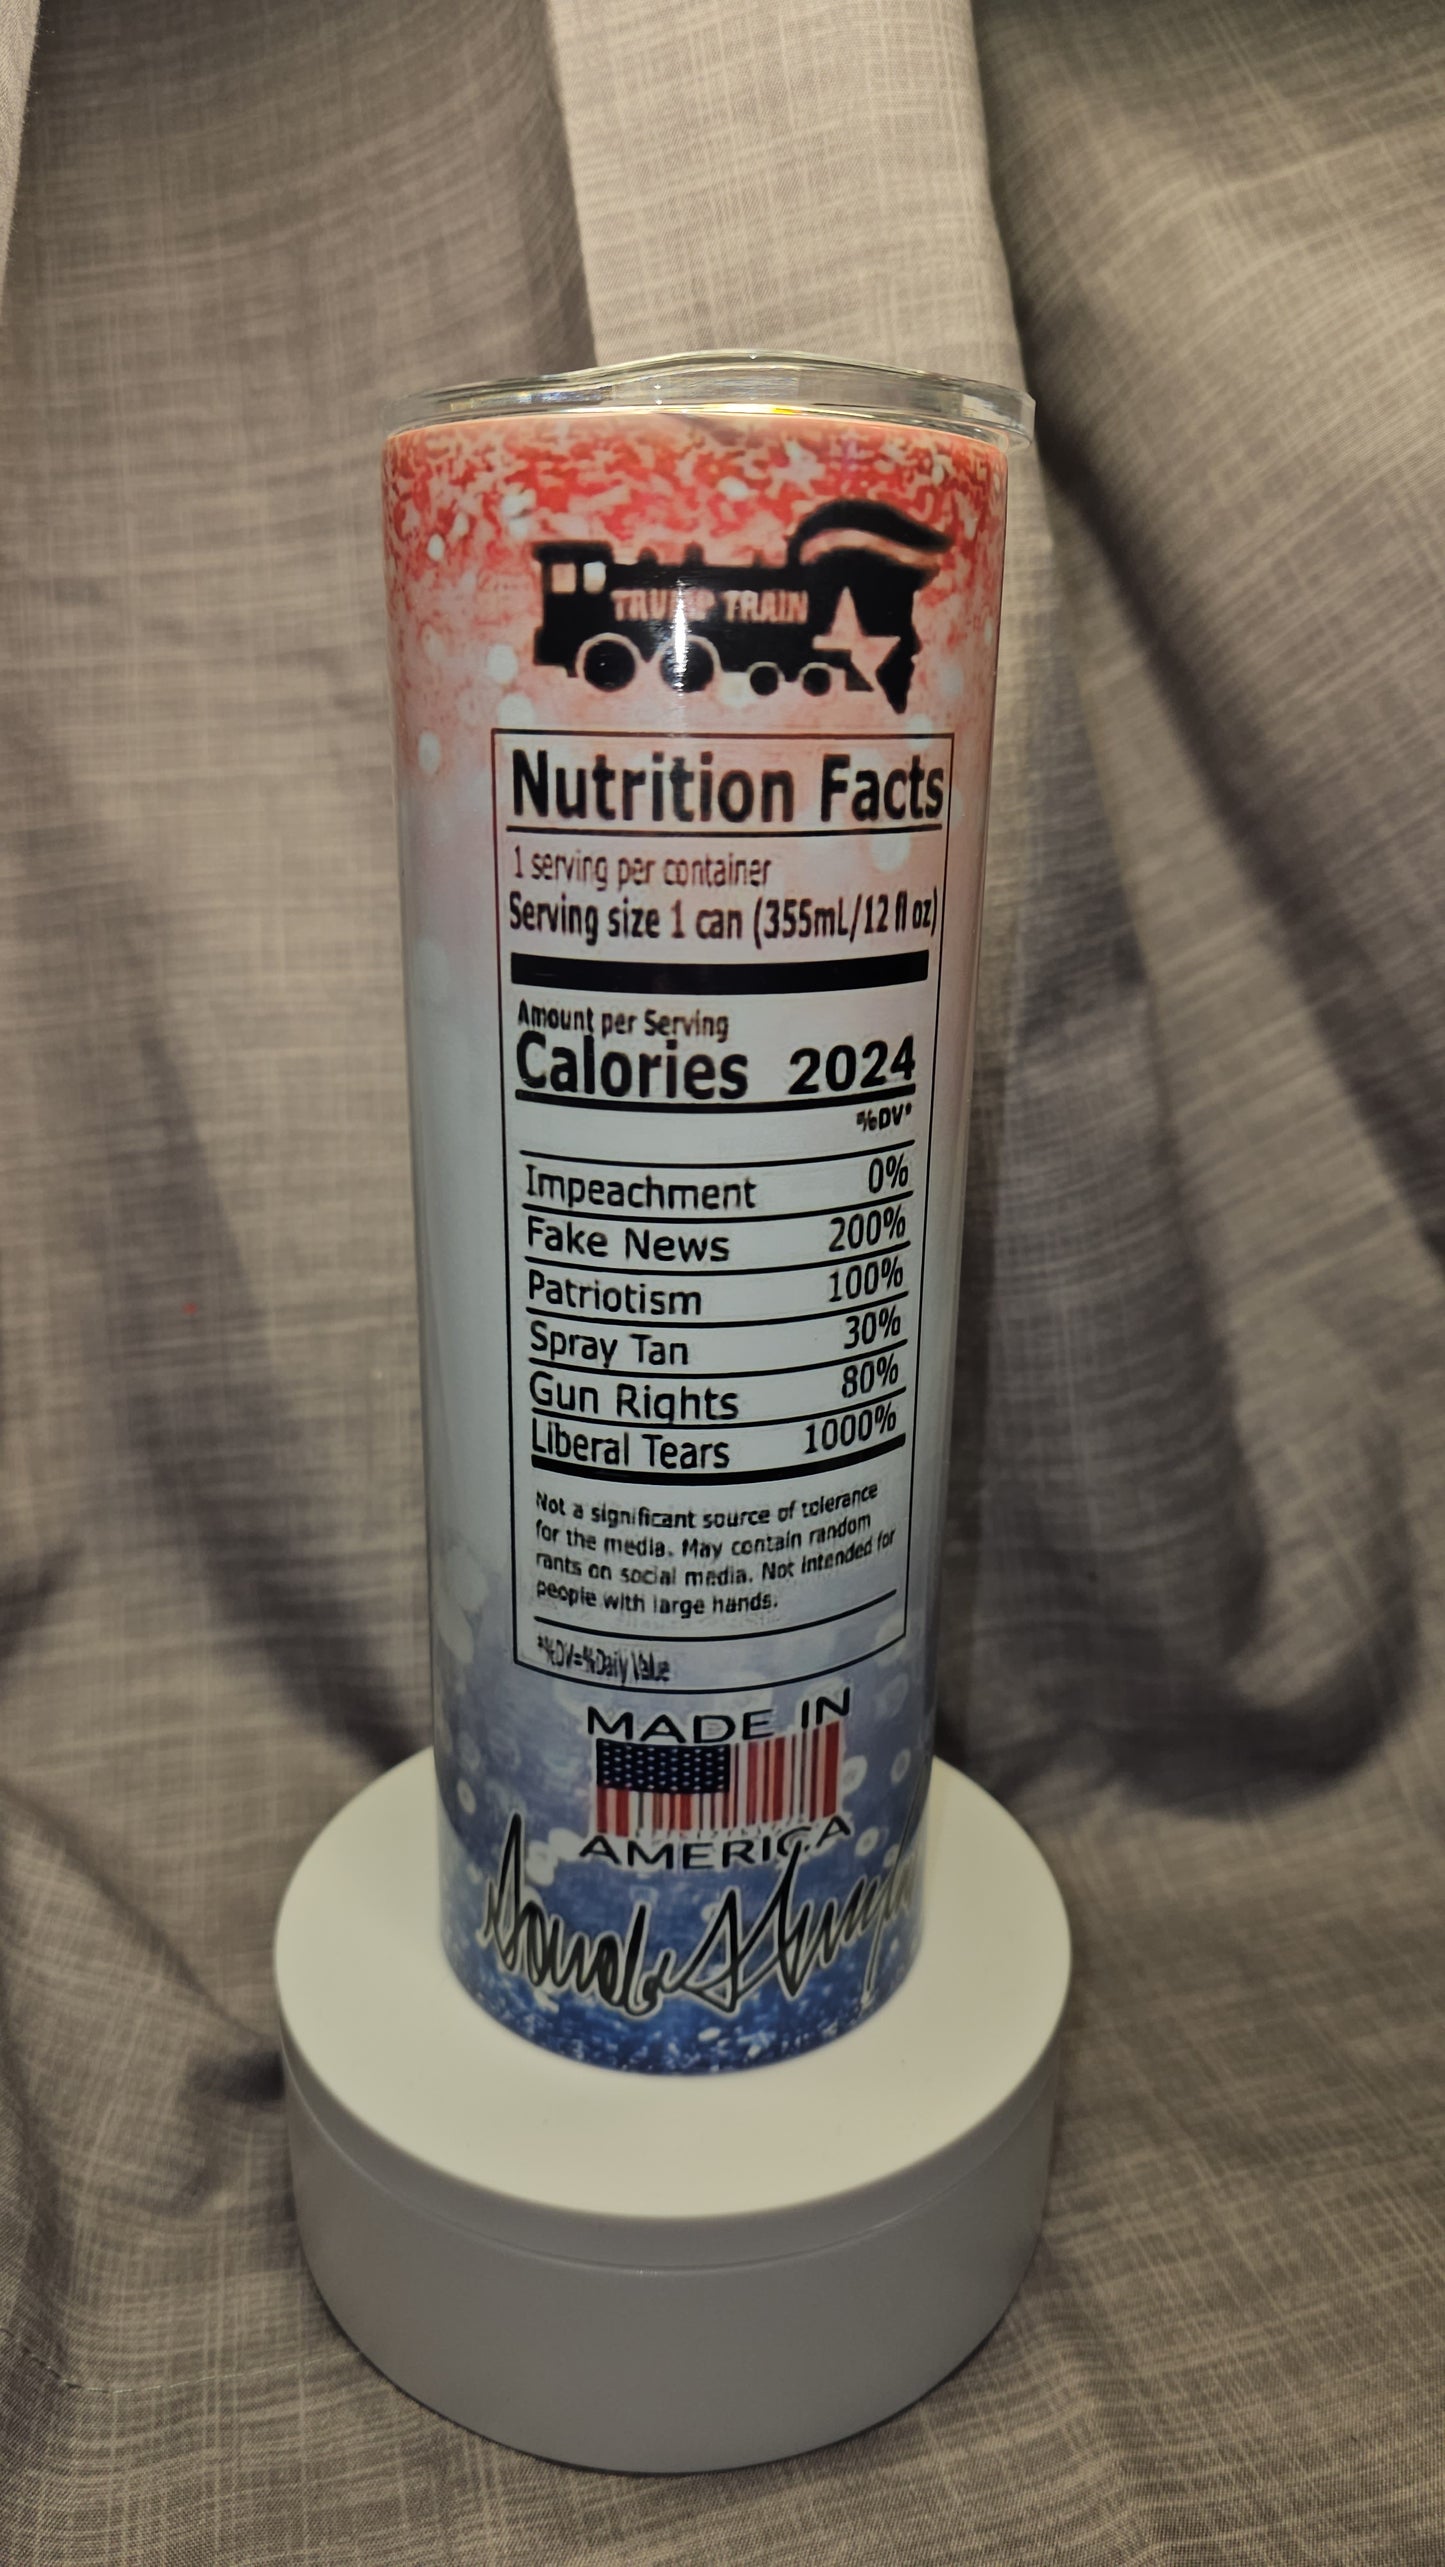 TRUMP TRAIN
Nutrition Facts
1 serving per container
Serving size 1 can (355mL/12 fl oz)
Amount per Serving
Calories 2024
%DV*
Impeachment 0%
Fake News 200%
Patriotism 100%
Spray Tan 30%
Gun Rights 80%
Liberal Tears 1000%
Not a significant source of tolerance
for the media. May contain random
rants on social media. Not intended for
people with large hands.
*%DV=%Daily Value
MADE IN
AMERICA
Donald Trump